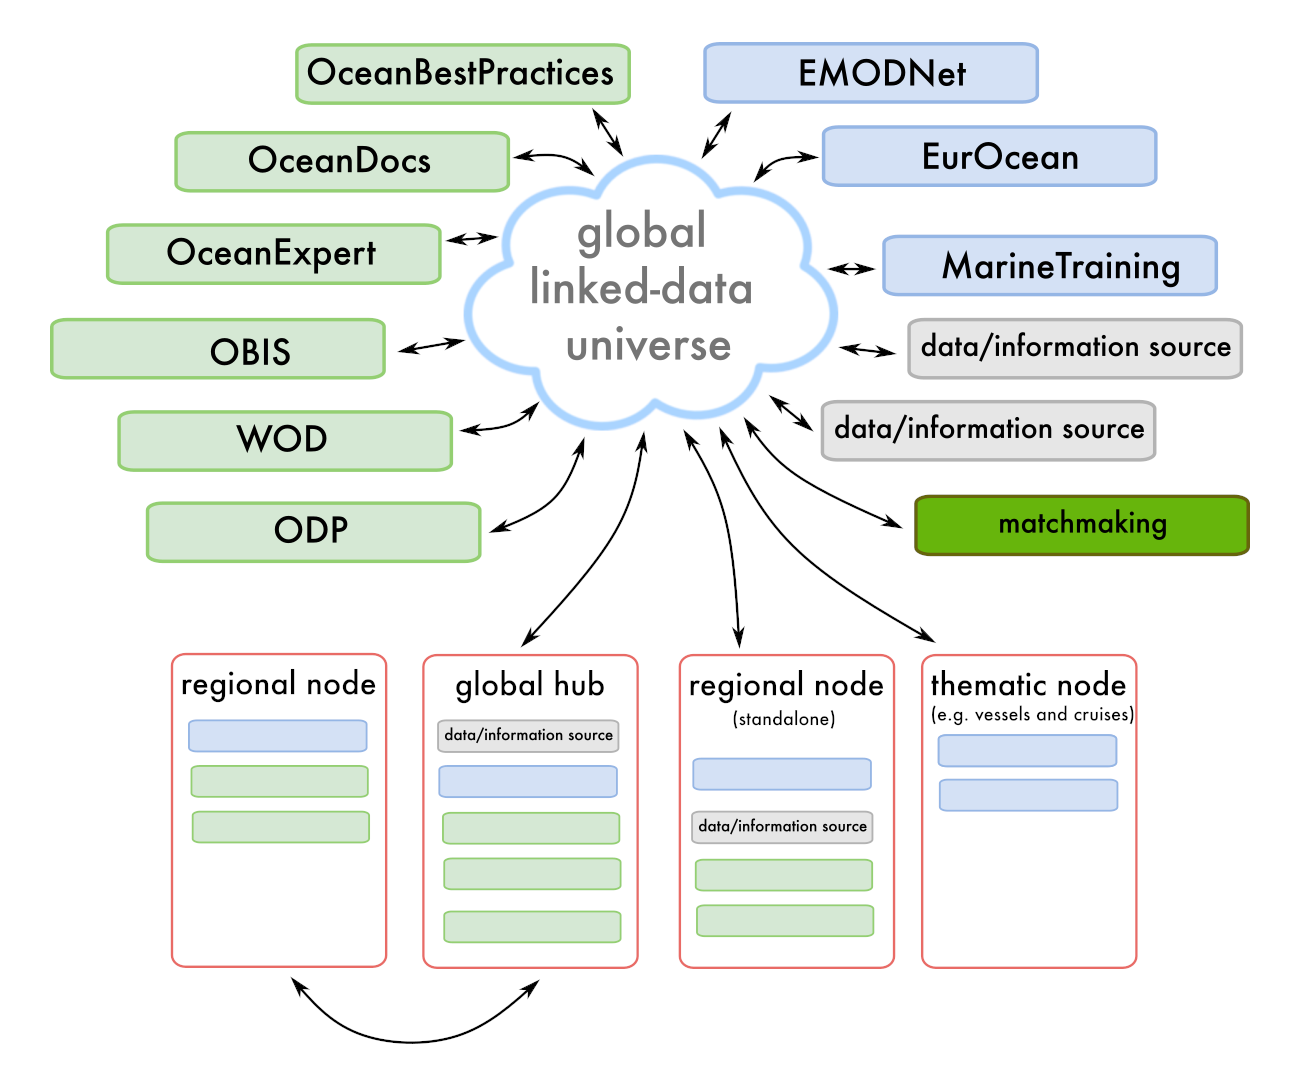 OceanBestPractices
EMODNet
OceanDocs
EurOcean
global
linked-data
universe
OceanExpert
MarineTraining
OBIS
data/information source
WOD
data/information source
ODP
matchmaking
regional node
global hub
data/information source
regional node
(standalone)
data/information source
thematic node
(e.g. vessels and cruises)